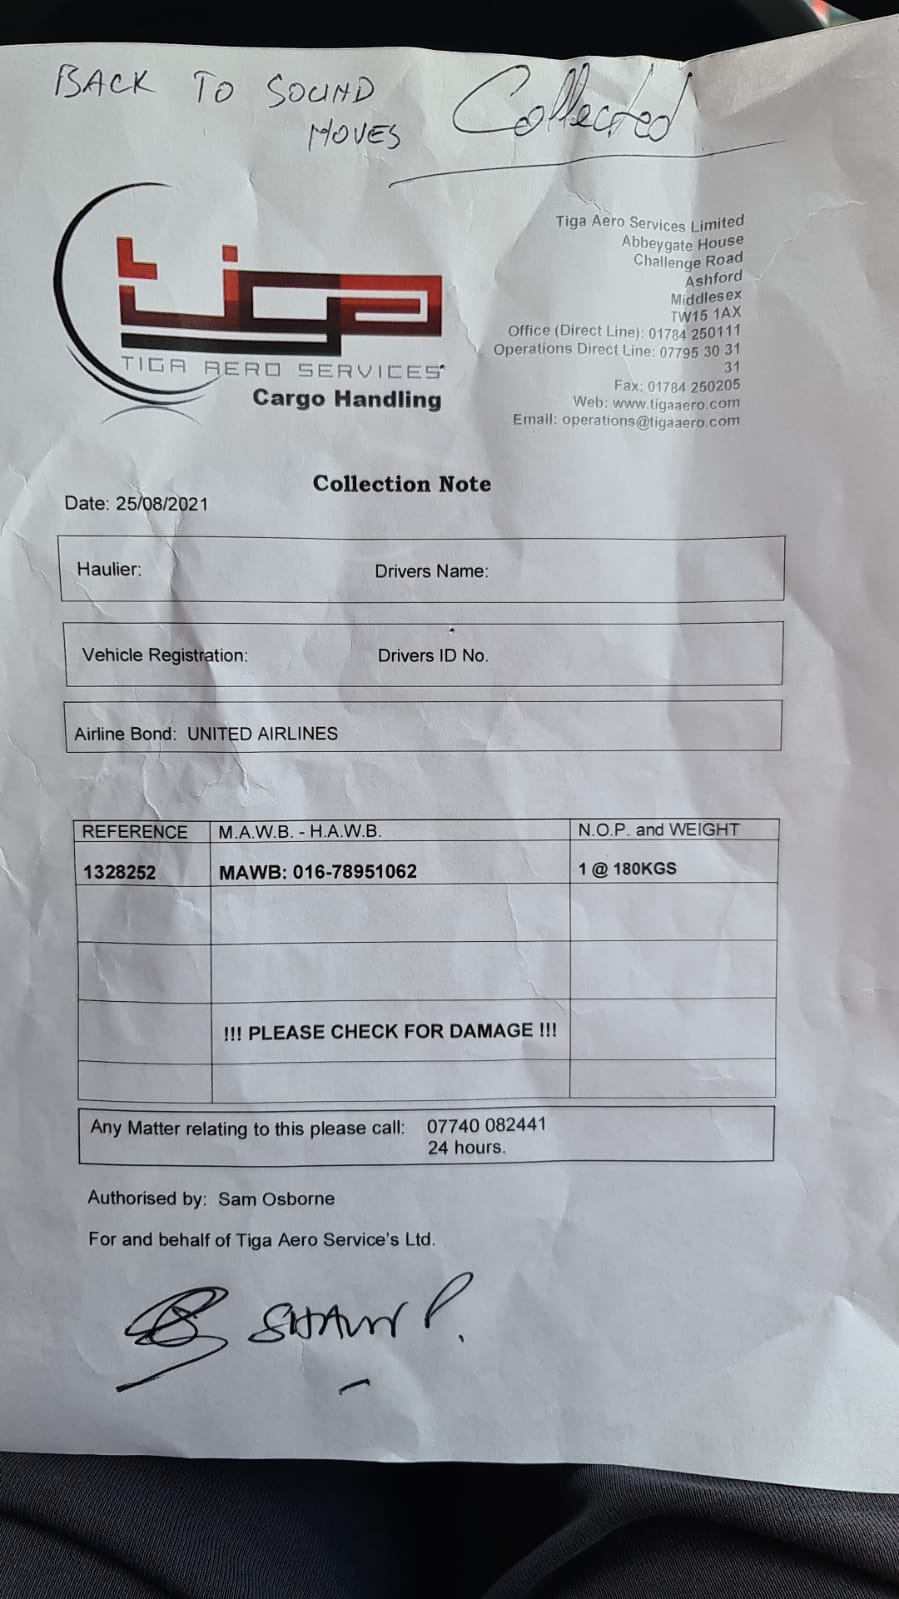 BACK TO SOUND
MOVES
Collected
tiga
TIGA AERO SERVICES
Cargo Handling
Tiga Aero Services Limited
Abbeygate House
Challenge Road
Ashford
Middlesex
TW15 1AX
Office (Direct Line): 01784 250111
Operations Direct Line: 07795 30 31
31
Fax: 01784 250205
Web: www.tigaaero.com
Email: operations@tigaaero.com
Collection Note
Date: 25/08/2021
Haulier: Drivers Name:
Vehicle Registration: Drivers ID No.
Airline Bond: UNITED AIRLINES
REFERENCE M.A.W.B. - H.A.W.B. N.O.P. and WEIGHT
1328252 MAWB: 016-78951062 1 @ 180KGS
!!! PLEASE CHECK FOR DAMAGE !!!
Any Matter relating to this please call: 07740 082441
24 hours.
Authorised by: Sam Osborne
For and behalf of Tiga Aero Service's Ltd.
SHAUN P.